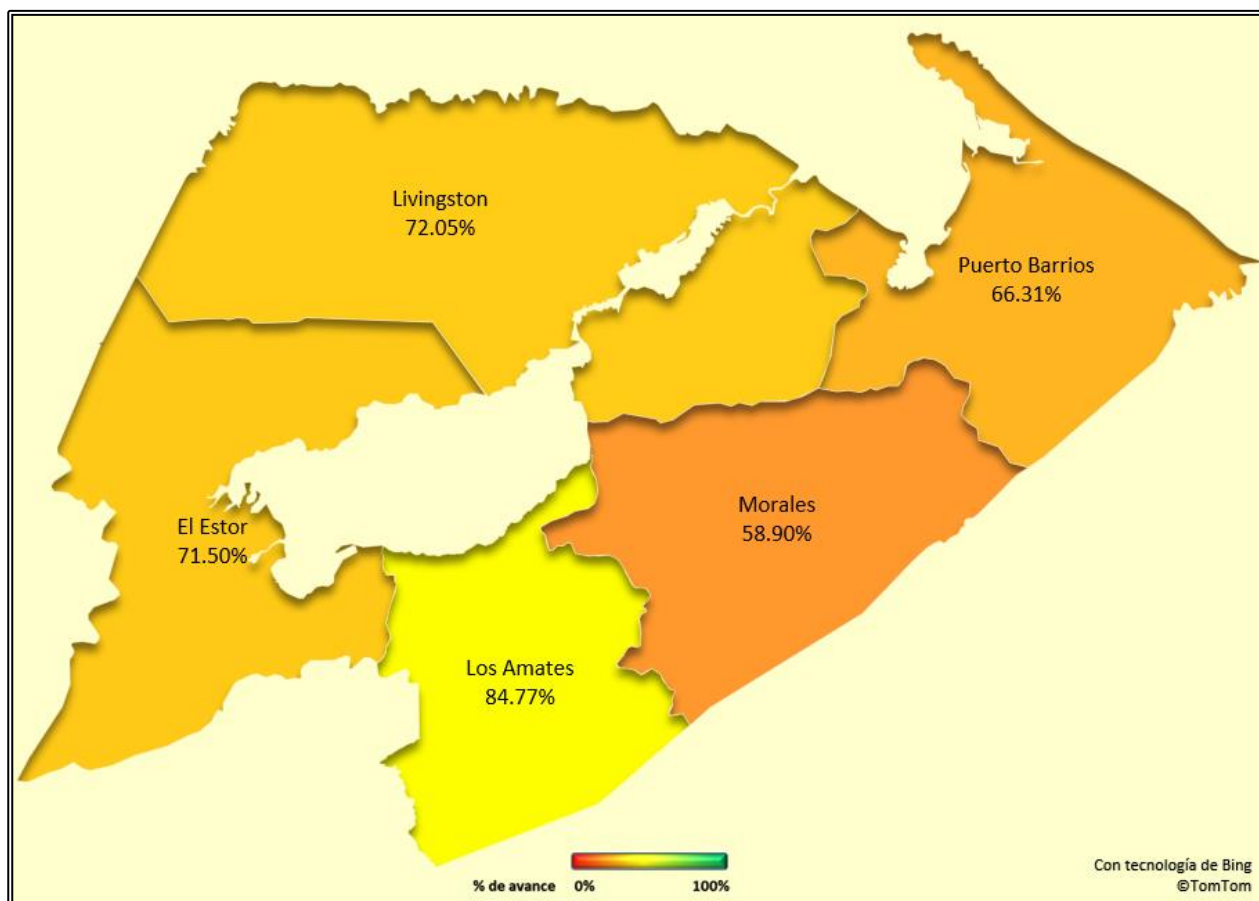 Livingston
72.05%
Puerto Barrios
66.31%
Morales
58.90%
El Estor
71.50%
Los Amates
84.77%
% de avance 0% 100%
Con tecnología de Bing
©TomTom